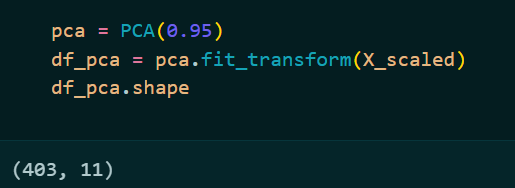 pca = PCA(0.95)
df_pca = pca.fit_transform(X_scaled)
df_pca.shape
(403, 11)